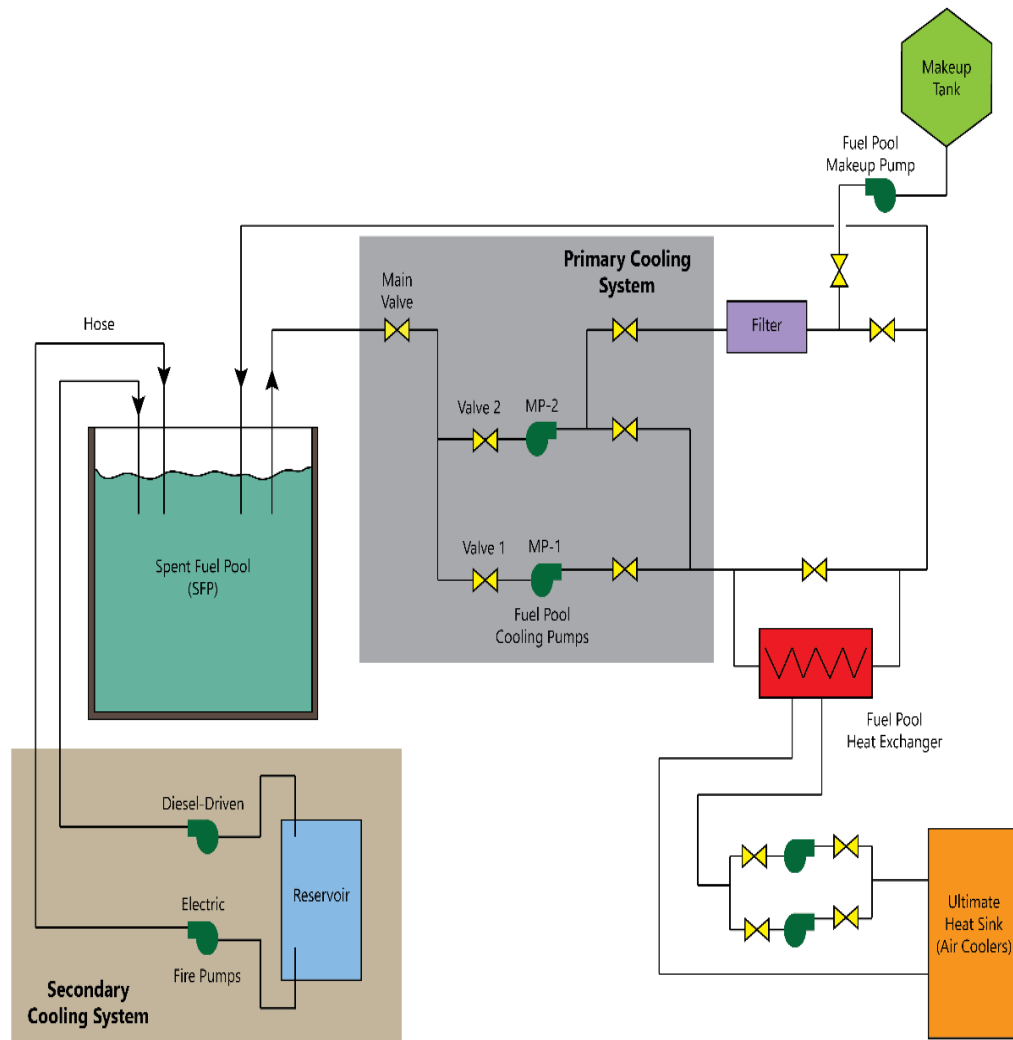 Makeup
Tank
Fuel Pool
Makeup Pump
Primary Cooling
System
Main
Valve
Filter
Hose
Valve 2
MP-2
Valve 1
MP-1
Fuel Pool
Cooling Pumps
Spent Fuel Pool
(SFP)
Fuel Pool
Heat Exchanger
Diesel-Driven
Reservoir
Electric
Fire Pumps
Secondary
Cooling System
Ultimate
Heat Sink
(Air Coolers)